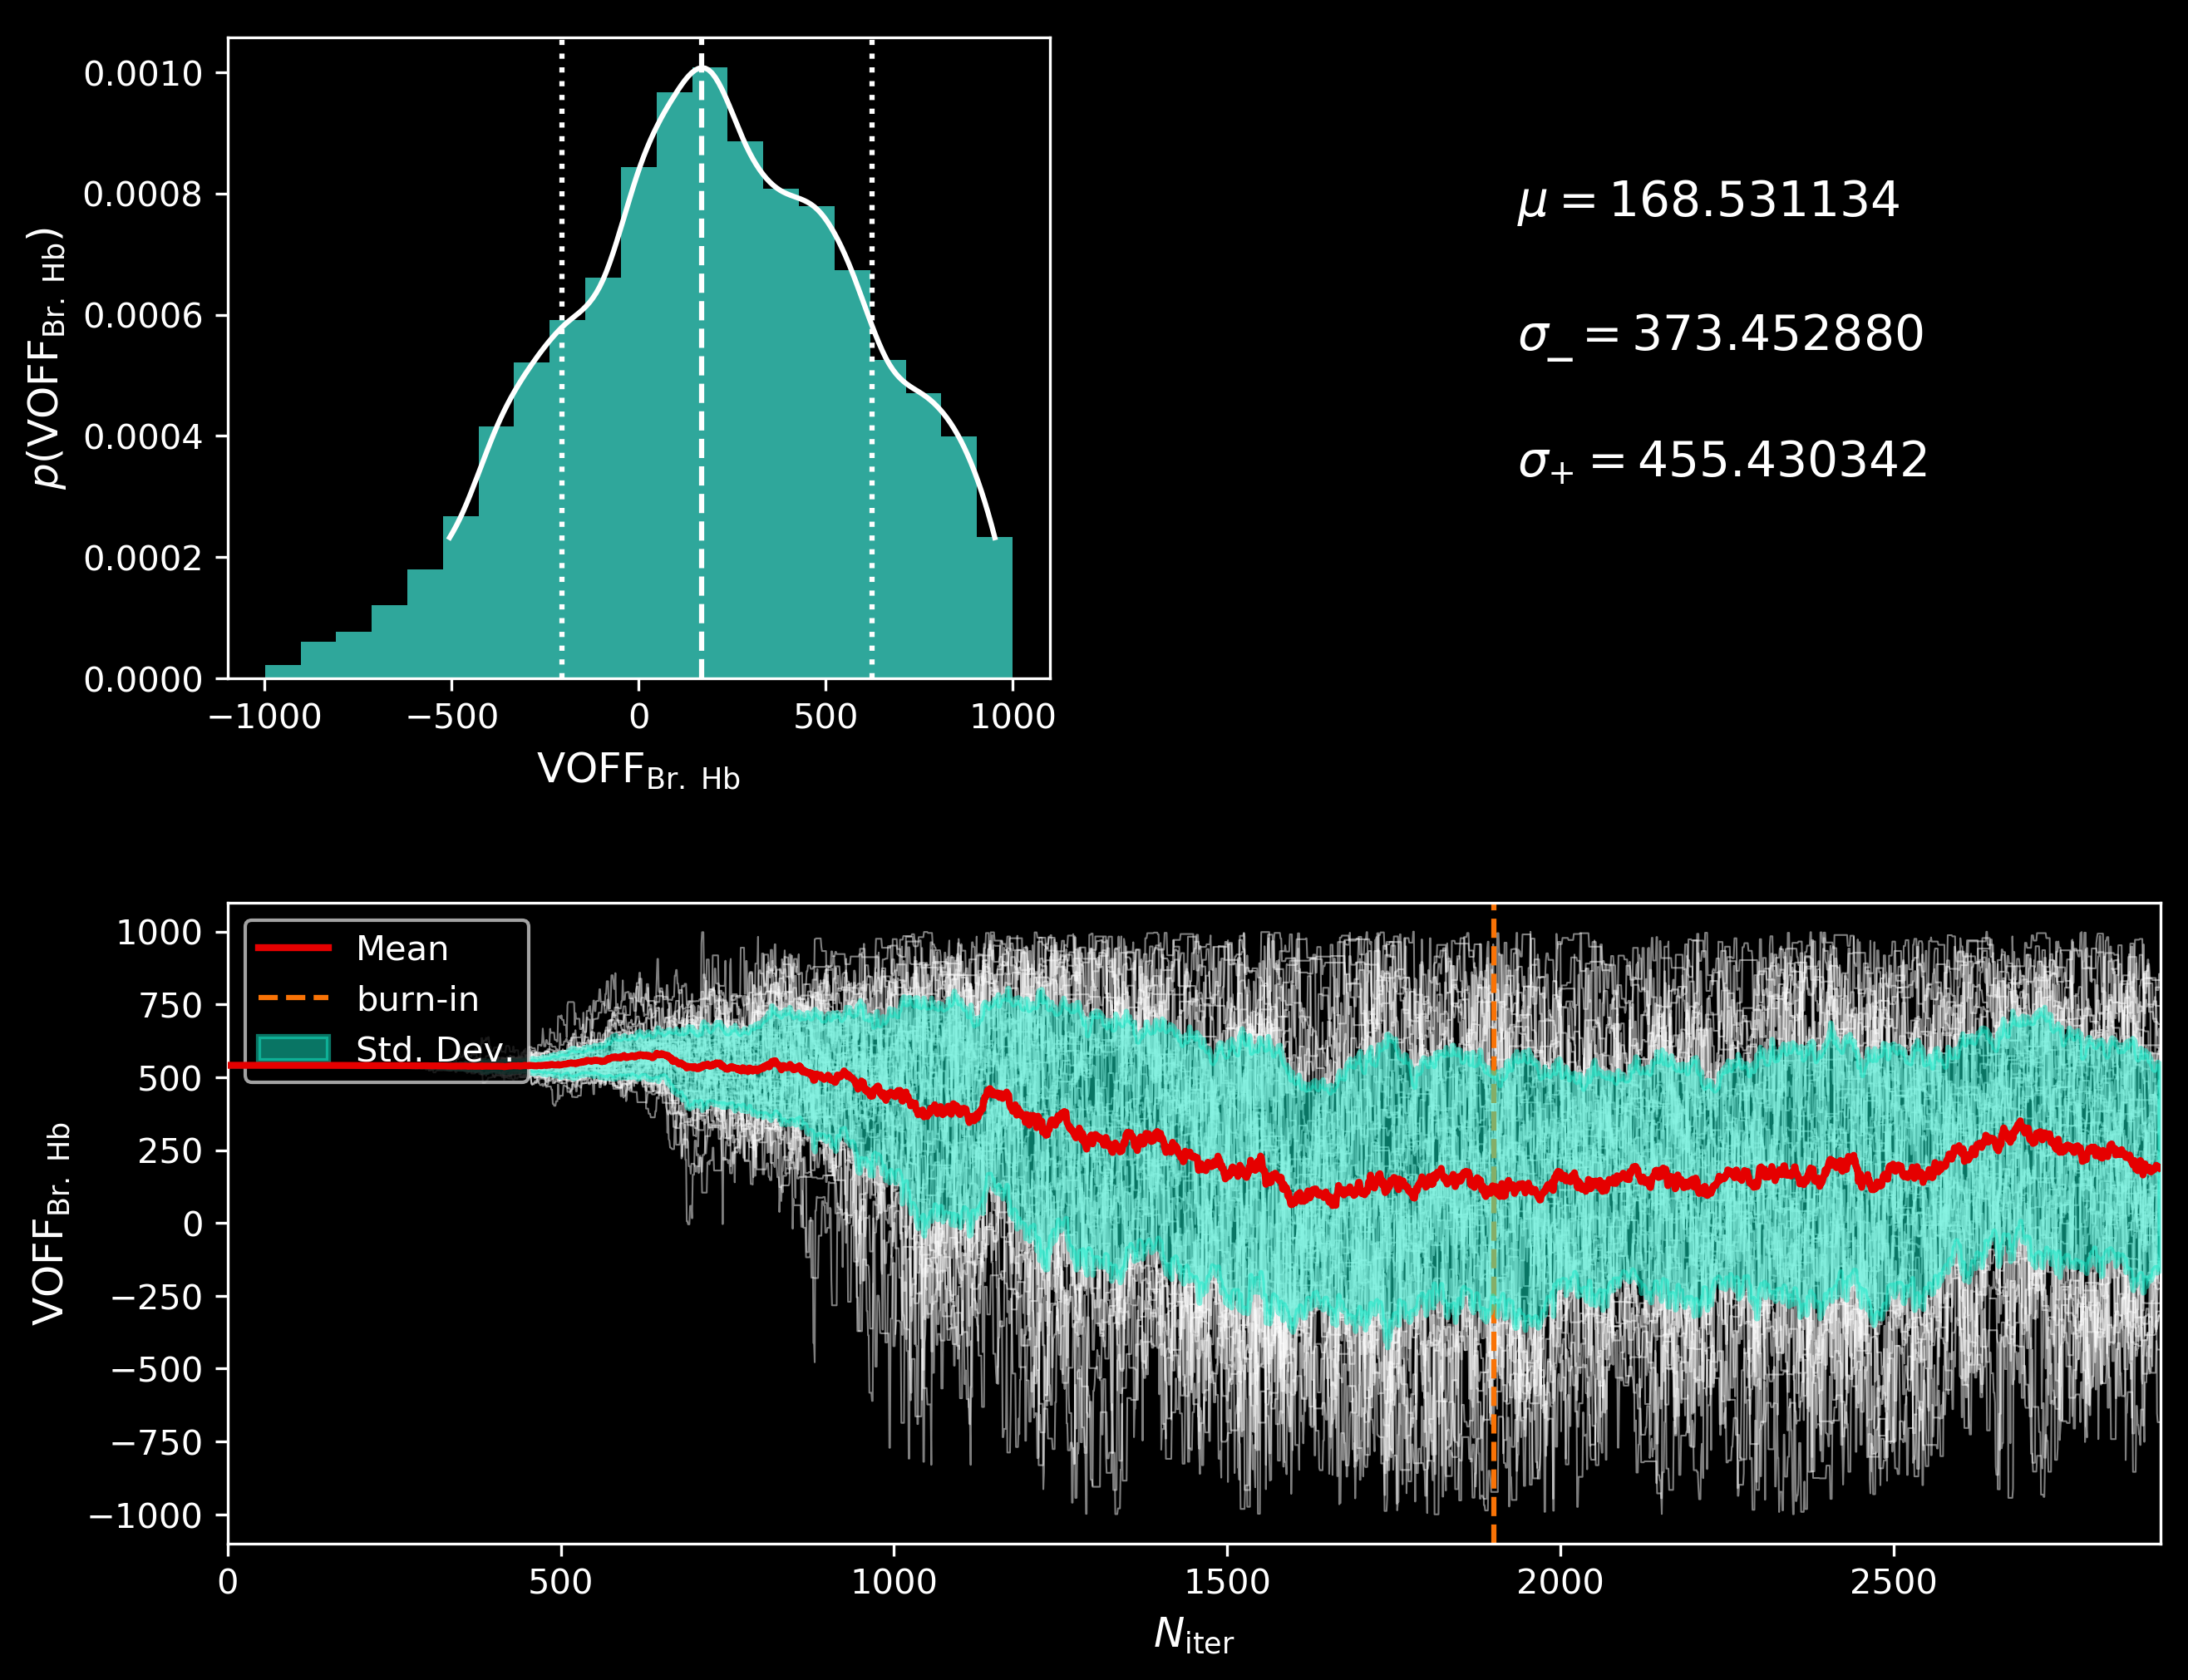 0.0010
0.0008
0.0006
0.0004
0.0002
0.0000
p(VOFF_Br. Hb)
−1000 −500 0 500 1000
VOFF_Br. Hb
μ = 168.531134
σ_− = 373.452880
σ_+ = 455.430342
1000
750
500
250
0
−250
−500
−750
−1000
VOFF_Br. Hb
Mean
burn-in
Std. Dev.
0 500 1000 1500 2000 2500
N_iter